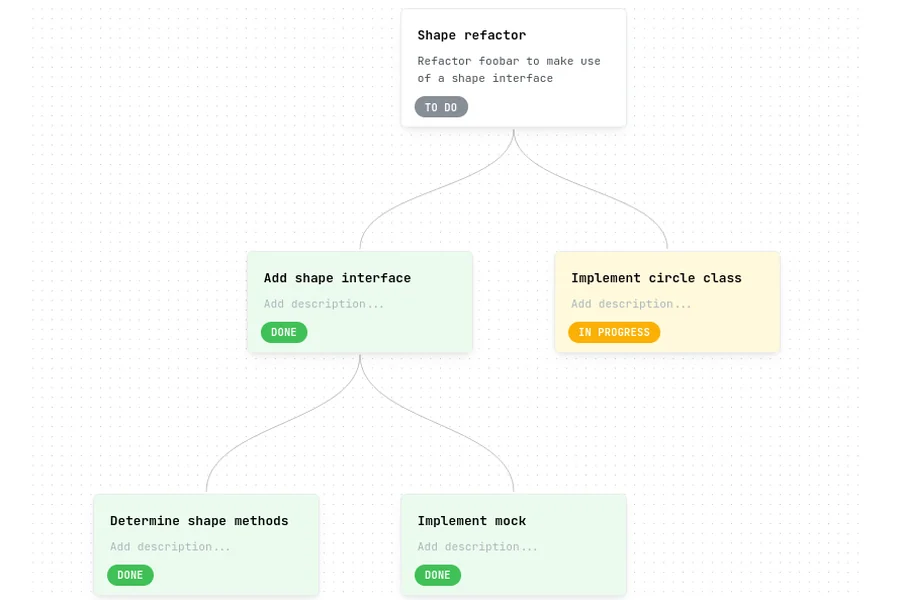 Shape refactor
Refactor foobar to make use
of a shape interface
TO DO
Add shape interface
Add description...
DONE
Implement circle class
Add description...
IN PROGRESS
Determine shape methods
Add description...
DONE
Implement mock
Add description...
DONE